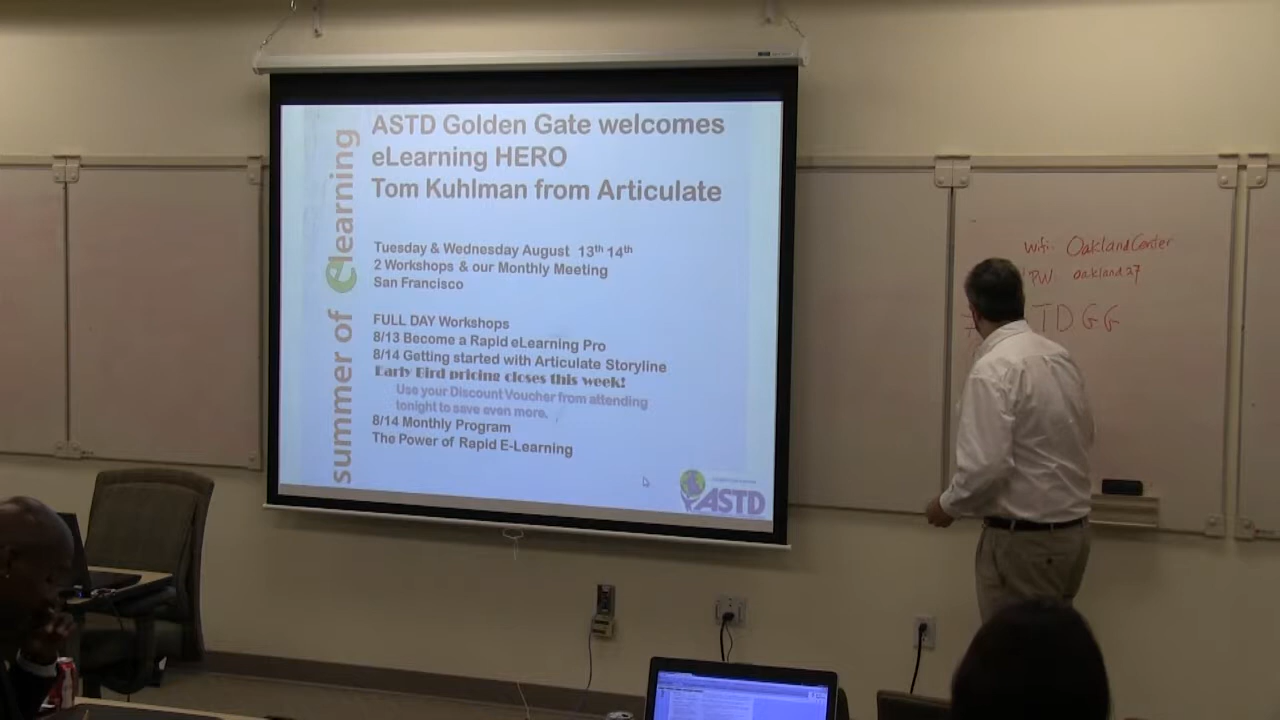 summer of elearning
ASTD Golden Gate welcomes
eLearning HERO
Tom Kuhlman from Articulate
Tuesday & Wednesday August 13th 14th
2 Workshops & our Monthly Meeting
San Francisco
FULL DAY Workshops
8/13 Become a Rapid eLearning Pro
8/14 Getting started with Articulate Storyline
Early Bird pricing closes this week!
Use your Discount Voucher from attending
tonight to save even more.
8/14 Monthly Program
The Power of Rapid E-Learning
ASTD
wifi: OaklandCenter
PW: oakland27
TDGG